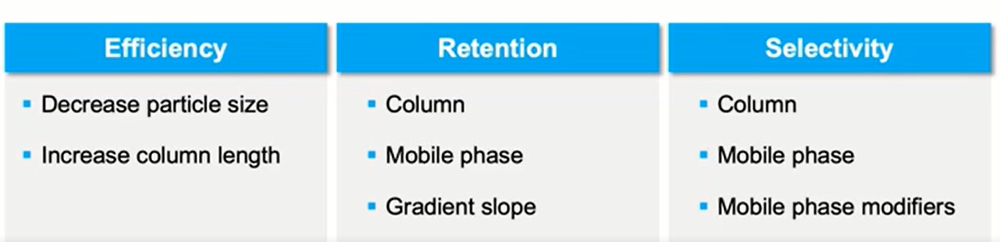 Efficiency
Decrease particle size
Increase column length
Retention
Column
Mobile phase
Gradient slope
Selectivity
Column
Mobile phase
Mobile phase modifiers